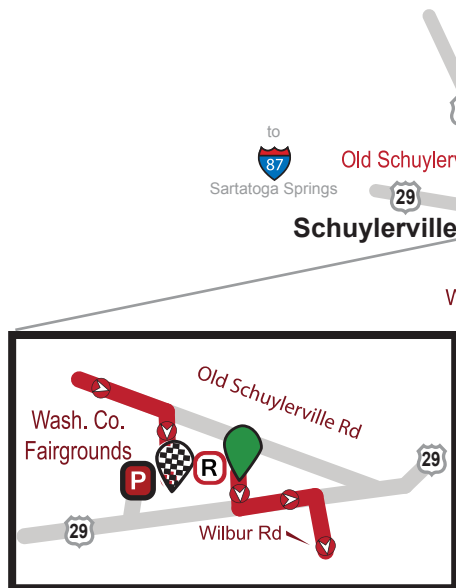 to
87
Sartatoga Springs
Old Schuylerv
29
Schuylerville
W
Old Schuylerville Rd
Wash. Co.
Fairgrounds
P
R
29
29
Wilbur Rd